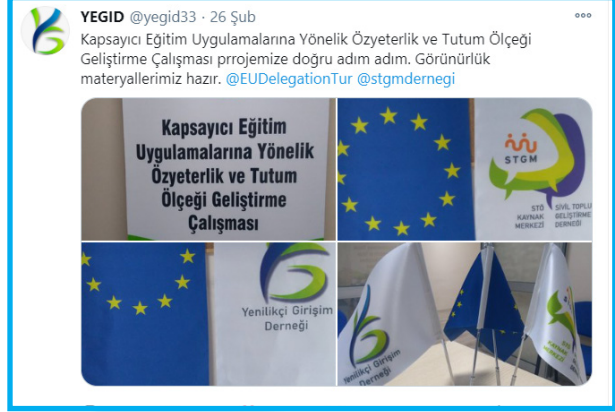 YEGID @yegid33 · 26 Şub
Kapsayıcı Eğitim Uygulamalarına Yönelik Özyeterlik ve Tutum Ölçeği
Geliştirme Çalışması prrojemize doğru adım adım. Görünürlük
materyallerimiz hazır. @EUDelegationTur @stgmdernegi
Kapsayıcı Eğitim
Uygulamalarına Yönelik
Özyeterlik ve Tutum
Ölçeği Geliştirme
Çalışması
STGM
STÖ
KAYNAK
MERKEZİ
SİVİL TOPLU
GELİŞTİRME
DERNEĞİ
Yenilikçi Girişim
Derneği
Yenilikçi Girişim
Derneği